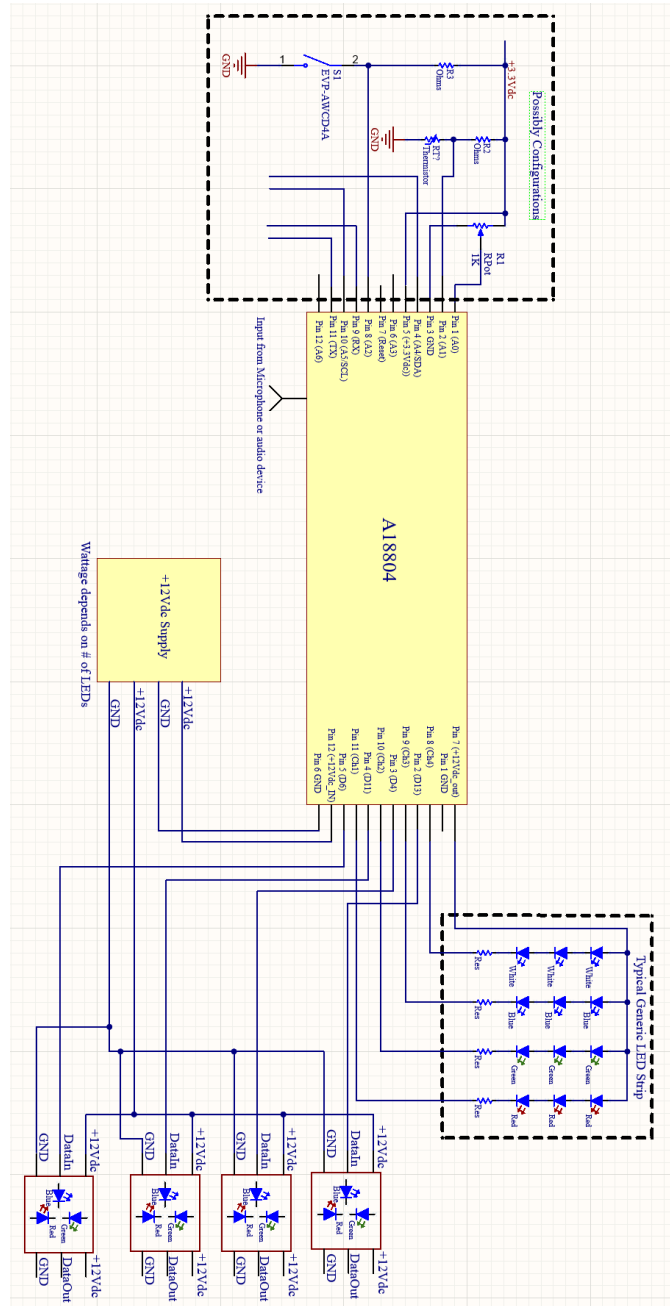 Possibly Configurations
+3.3Vdc
R1
RPot
1K
R2
Ohms
RT?
Thermistor
GND
R3
Ohms
2
1
S1
EVP-AWCD4A
GND
Pin 1 (A0)
Pin 2 (A1)
Pin 3 GND
Pin 4 (A4/SDA)
Pin 5 (+3.3Vdc))
Pin 6 (A3)
Pin 7 (Reset)
Pin 8 (A2)
Pin 9 (RX)
Pin 10 (A5/SCL)
Pin 11 (TX)
Pin 12 (A6)
Input from Microphone or audio device
A18804
Pin 7 (+12Vdc_out)
Pin 1 GND
Pin 8 (Ch4)
Pin 2 (D13)
Pin 9 (Ch3)
Pin 3 (D4)
Pin 10 (Ch2)
Pin 4 (D11)
Pin 11 (Ch1)
Pin 5 (D6)
Pin 12 (+12Vdc_IN)
Pin 6 GND
+12Vdc Supply
+12Vdc
GND
+12Vdc
GND
Wattage depends on # of LEDs
Typical Generic LED Strip
White
White
White
Res
Blue
Blue
Blue
Res
Green
Green
Green
Res
Red
Red
Red
Res
+12Vdc
DataIn
GND
Green
Blue
Red
+12Vdc
DataOut
GND
+12Vdc
DataIn
GND
Green
Blue
Red
+12Vdc
DataOut
GND
+12Vdc
DataIn
GND
Green
Blue
Red
+12Vdc
DataOut
GND
+12Vdc
DataIn
GND
Green
Blue
Red
+12Vdc
DataOut
GND